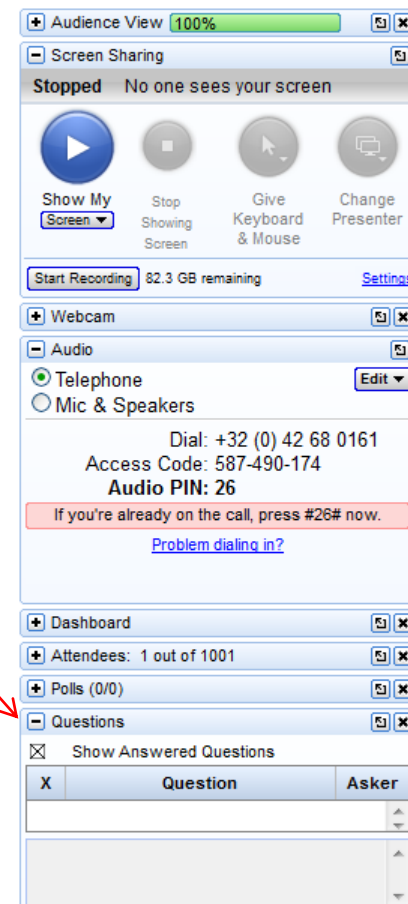 Audience View 100%
Screen Sharing
Stopped No one sees your screen
Show My
Screen
Stop
Showing
Screen
Give
Keyboard
& Mouse
Change
Presenter
Start Recording 82.3 GB remaining Settings
Webcam
Audio
Telephone Edit
Mic & Speakers
Dial: +32 (0) 42 68 0161
Access Code: 587-490-174
Audio PIN: 26
If you're already on the call, press #26# now.
Problem dialing in?
Dashboard
Attendees: 1 out of 1001
Polls (0/0)
Questions
Show Answered Questions
X Question Asker